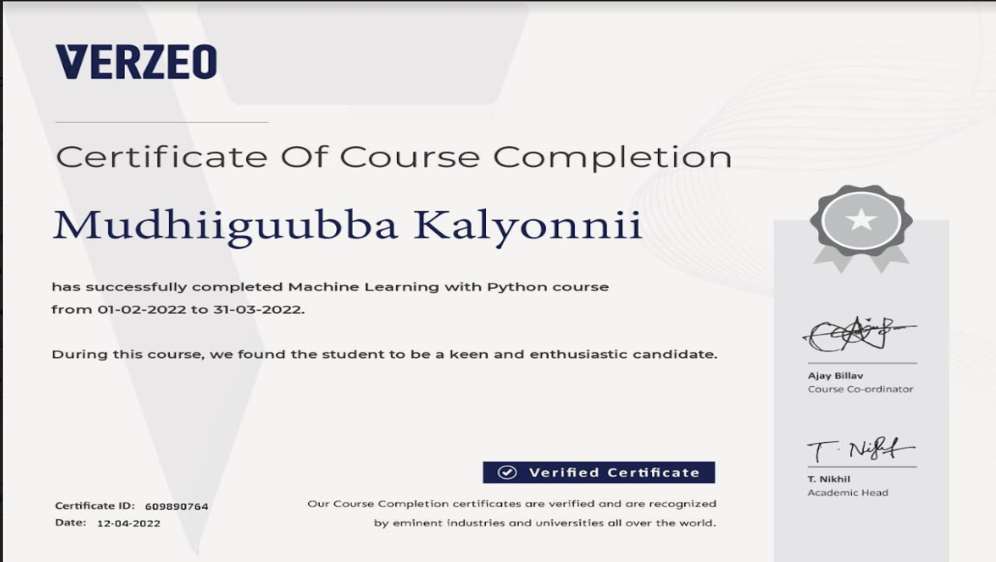 VERZEO
Certificate Of Course Completion
Mudhiiguubba Kalyonnii
has successfully completed Machine Learning with Python course
from 01-02-2022 to 31-03-2022.
During this course, we found the student to be a keen and enthusiastic candidate.
Ajay Billav
Course Co-ordinator
T. Nikhil
T. Nikhil
Academic Head
Verified Certificate
Our Course Completion certificates are verified and are recognized
by eminent industries and universities all over the world.
Certificate ID: 609890764
Date: 12-04-2022